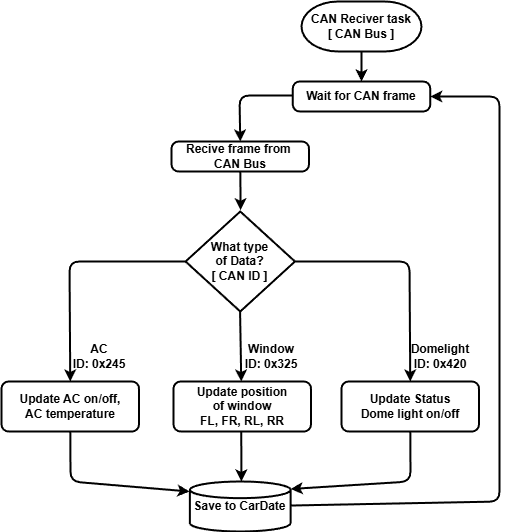 CAN Reciver task
[ CAN Bus ]
Wait for CAN frame
Recive frame from
CAN Bus
What type
of Data?
[ CAN ID ]
AC
ID: 0x245
Window
ID: 0x325
Domelight
ID: 0x420
Update AC on/off,
AC temperature
Update position
of window
FL, FR, RL, RR
Update Status
Dome light on/off
Save to CarDate